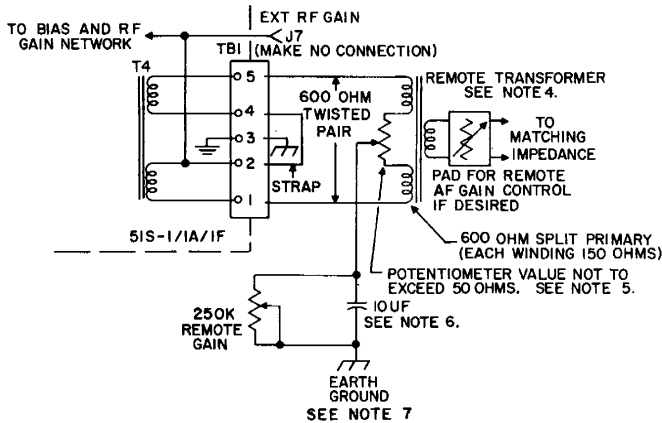 EXT RF GAIN
TO BIAS AND RF
GAIN NETWORK
J7
TB1
(MAKE NO CONNECTION)
T4
5
4
3
2
1
600 OHM
TWISTED
PAIR
STRAP
REMOTE TRANSFORMER
SEE NOTE 4.
TO
MATCHING
IMPEDANCE
PAD FOR REMOTE
AF GAIN CONTROL
IF DESIRED
51S-1/1A/1F
600 OHM SPLIT PRIMARY
(EACH WINDING 150 OHMS)
POTENTIOMETER VALUE NOT TO
EXCEED 50 OHMS. SEE NOTE 5.
250K
REMOTE
GAIN
10UF
SEE NOTE 6.
EARTH
GROUND
SEE NOTE 7